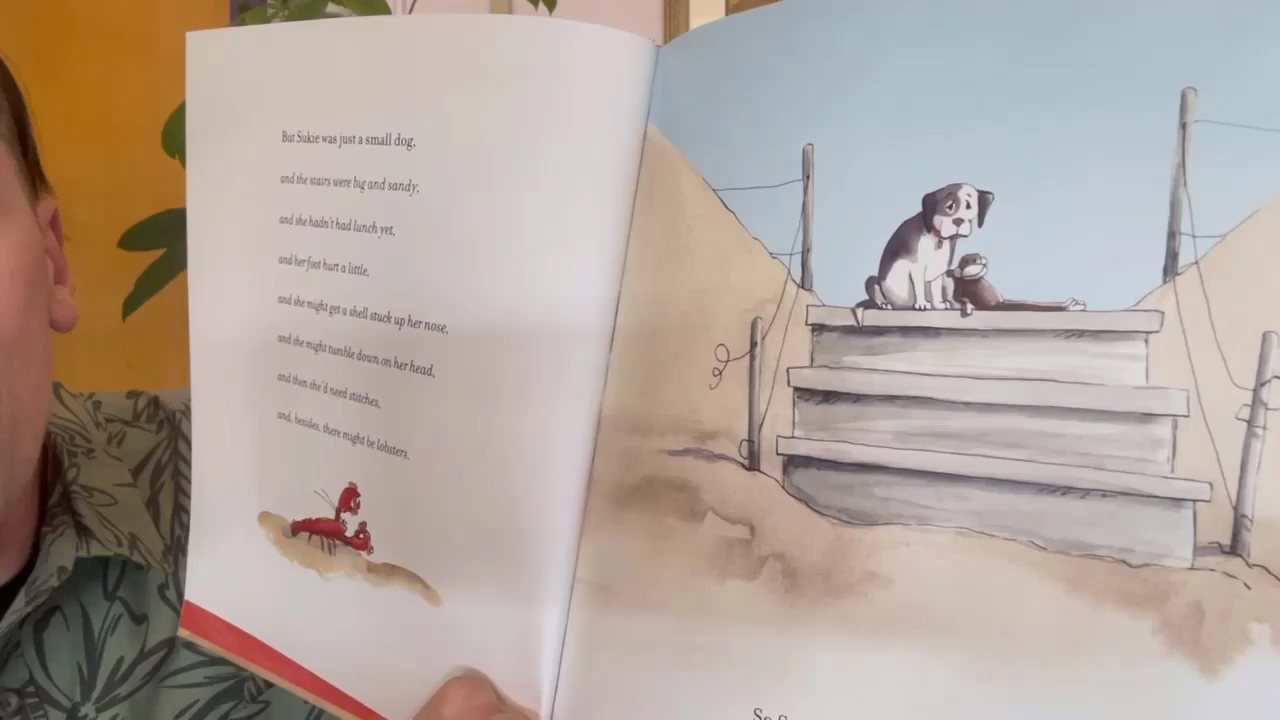 But Sukie was just a small dog,
and the stairs were big and sandy,
and she hadn't had lunch yet,
and her foot hurt a little,
and she might get a shell stuck up her nose,
and she might tumble down on her head,
and then she'd need stitches,
and, besides, there might be lobsters.
So